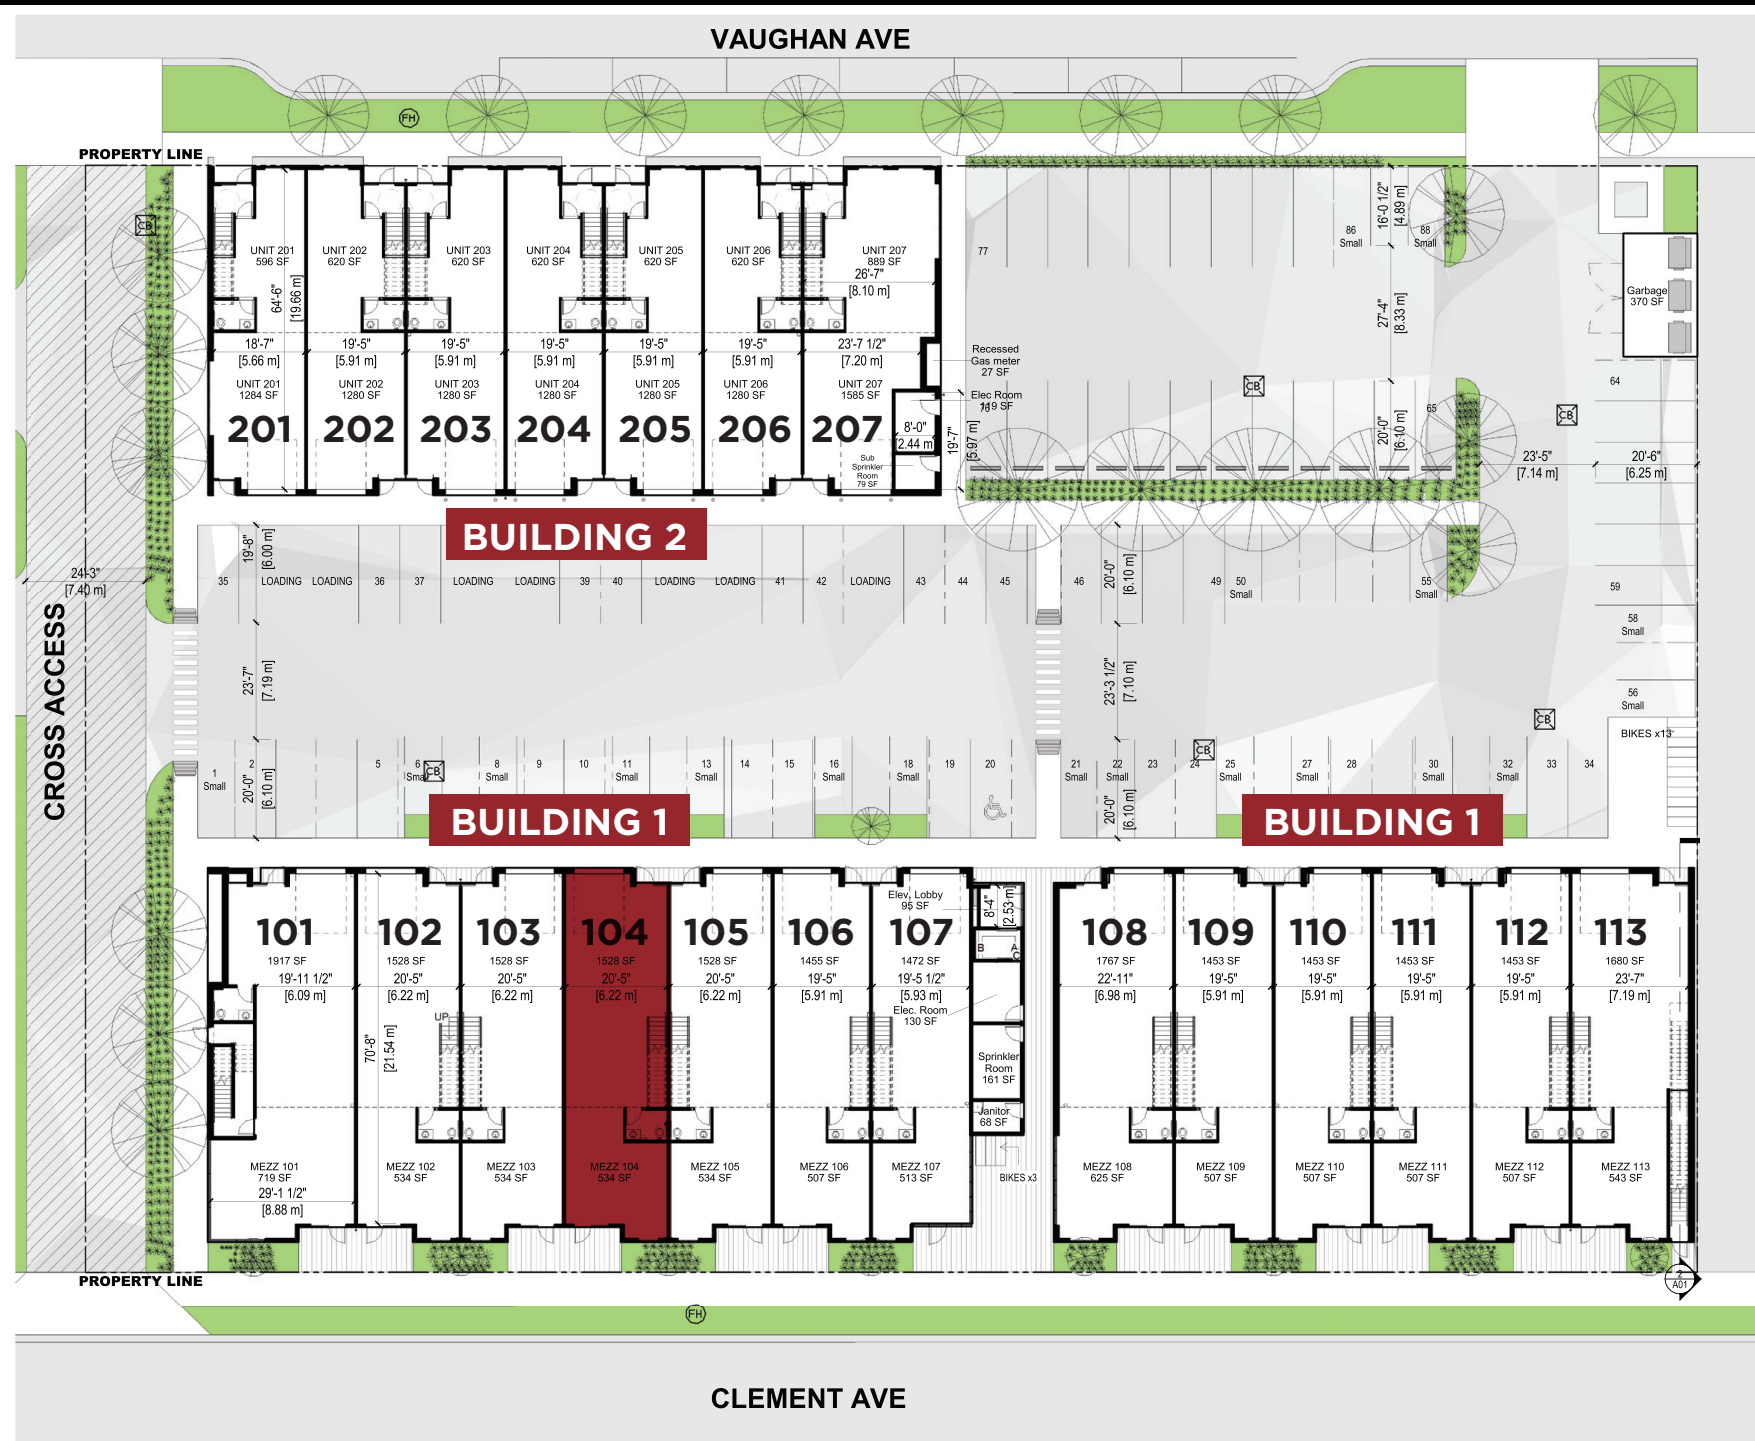 VAUGHAN AVE
FH
PROPERTY LINE
CB
UNIT 201
596 SF
UNIT 202
620 SF
UNIT 203
620 SF
UNIT 204
620 SF
UNIT 205
620 SF
UNIT 206
620 SF
UNIT 207
889 SF
26'-7"
[8.10 m]
64'-6"
[19.66 m]
77
86
Small
88
Small
16'-0 1/2"
[4.89 m]
27'-4"
[8.33 m]
Garbage
370 SF
18'-7"
[5.66 m]
19'-5"
[5.91 m]
19'-5"
[5.91 m]
19'-5"
[5.91 m]
19'-5"
[5.91 m]
19'-5"
[5.91 m]
23'-7 1/2"
[7.20 m]
Recessed
Gas meter
27 SF
UNIT 201
1284 SF
UNIT 202
1280 SF
UNIT 203
1280 SF
UNIT 204
1280 SF
UNIT 205
1280 SF
UNIT 206
1280 SF
UNIT 207
1585 SF
Elec Room
119 SF
76
CB
64
65
CB
201
202
203
204
205
206
207
8'-0"
[2.44 m]
19'-7"
[5.97 m]
20'-0"
[6.10 m]
Sub
Sprinkler
Room
79 SF
23'-5"
[7.14 m]
20'-6"
[6.25 m]
BUILDING 2
19'-8"
[6.00 m]
24'-3"
[7.40 m]
35
LOADING
LOADING
36
37
LOADING
LOADING
39
40
LOADING
LOADING
41
42
LOADING
43
44
45
46
20'-0"
[6.10 m]
49
50
Small
55
Small
59
58
Small
CROSS ACCESS
23'-7"
[7.19 m]
23'-3 1/2"
[7.10 m]
56
Small
CB
BIKES x13
1
Small
2
20'-0"
[6.10 m]
5
6
Small
CB
8
Small
9
10
11
Small
13
Small
14
15
16
Small
18
Small
19
20
21
Small
22
Small
20'-0"
[6.10 m]
23
24
CB
25
Small
27
Small
28
30
Small
32
Small
33
34
BUILDING 1
BUILDING 1
Elev. Lobby
95 SF
8'-4"
[2.53 m]
101
102
103
104
105
106
107
108
109
110
111
112
113
B
A
C
1917 SF
1528 SF
1528 SF
1528 SF
1528 SF
1455 SF
1472 SF
1767 SF
1453 SF
1453 SF
1453 SF
1453 SF
1680 SF
19'-11 1/2"
[6.09 m]
20'-5"
[6.22 m]
20'-5"
[6.22 m]
20'-5"
[6.22 m]
20'-5"
[6.22 m]
19'-5"
[5.91 m]
19'-5 1/2"
[5.93 m]
22'-11"
[6.98 m]
19'-5"
[5.91 m]
19'-5"
[5.91 m]
19'-5"
[5.91 m]
19'-5"
[5.91 m]
23'-7"
[7.19 m]
Elec. Room
130 SF
UP
70'-8"
[21.54 m]
Sprinkler
Room
161 SF
Janitor
68 SF
MEZZ 101
719 SF
29'-1 1/2"
[8.88 m]
MEZZ 102
534 SF
MEZZ 103
534 SF
MEZZ 104
534 SF
MEZZ 105
534 SF
MEZZ 106
507 SF
MEZZ 107
513 SF
BIKES x3
MEZZ 108
625 SF
MEZZ 109
507 SF
MEZZ 110
507 SF
MEZZ 111
507 SF
MEZZ 112
507 SF
MEZZ 113
543 SF
PROPERTY LINE
2
A01
FH
CLEMENT AVE